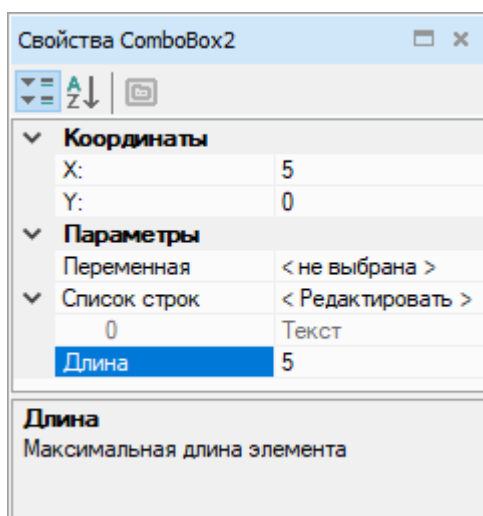 Свойства ComboBox2
A
Z
Координаты
X: 5
Y: 0
Параметры
Переменная < не выбрана >
Список строк < Редактировать >
0 Текст
Длина 5
Длина
Максимальная длина элемента